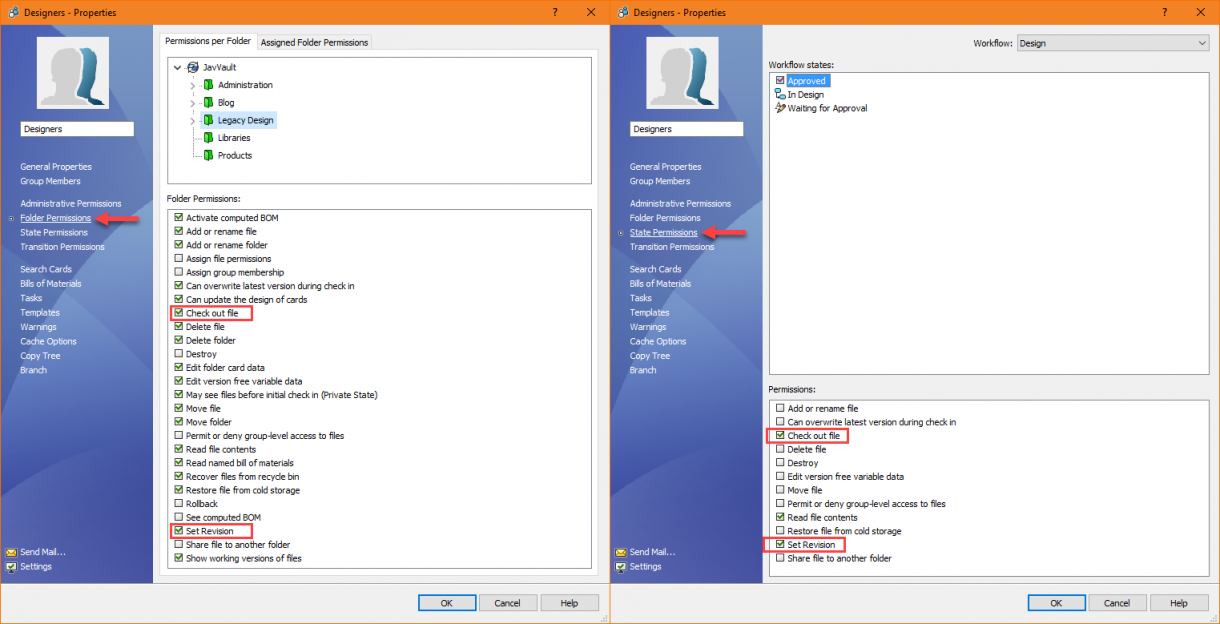 Designers - Properties
?
Designers
General Properties
Group Members
Administrative Permissions
Folder Permissions
State Permissions
Transition Permissions
Search Cards
Bills of Materials
Tasks
Templates
Warnings
Cache Options
Copy Tree
Branch
Send Mail...
Settings
Permissions per Folder
Assigned Folder Permissions
JavVault
Administration
Blog
Legacy Design
Libraries
Products
Folder Permissions:
Activate computed BOM
Add or rename file
Add or rename folder
Assign file permissions
Assign group membership
Can overwrite latest version during check in
Can update the design of cards
Check out file
Delete file
Delete folder
Destroy
Edit folder card data
Edit version free variable data
May see files before initial check in (Private State)
Move file
Move folder
Permit or deny group-level access to files
Read file contents
Read named bill of materials
Recover files from recycle bin
Restore file from cold storage
Rollback
See computed BOM
Set Revision
Share file to another folder
Show working versions of files
OK
Cancel
Help
Designers - Properties
?
Designers
General Properties
Group Members
Administrative Permissions
Folder Permissions
State Permissions
Transition Permissions
Search Cards
Bills of Materials
Tasks
Templates
Warnings
Cache Options
Copy Tree
Branch
Send Mail...
Settings
Workflow: Design
Workflow states:
Approved
In Design
Waiting for Approval
Permissions:
Add or rename file
Can overwrite latest version during check in
Check out file
Delete file
Destroy
Edit version free variable data
Move file
Permit or deny group-level access to files
Read file contents
Restore file from cold storage
Set Revision
Share file to another folder
OK
Cancel
Help